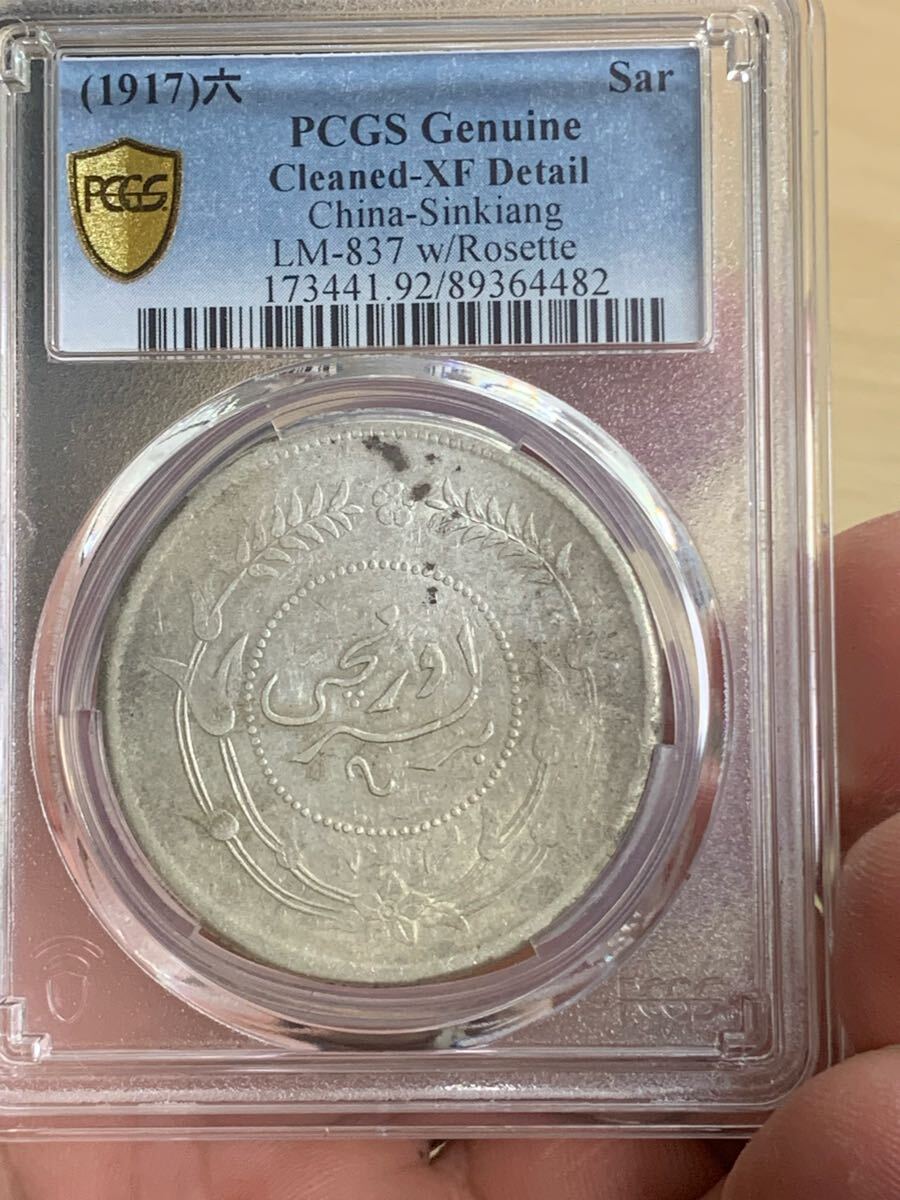 (1917)六 Sar
PCGS Genuine
Cleaned-XF Detail
China-Sinkiang
LM-837 w/Rosette
173441.92/89364482
PCGS
PCGS